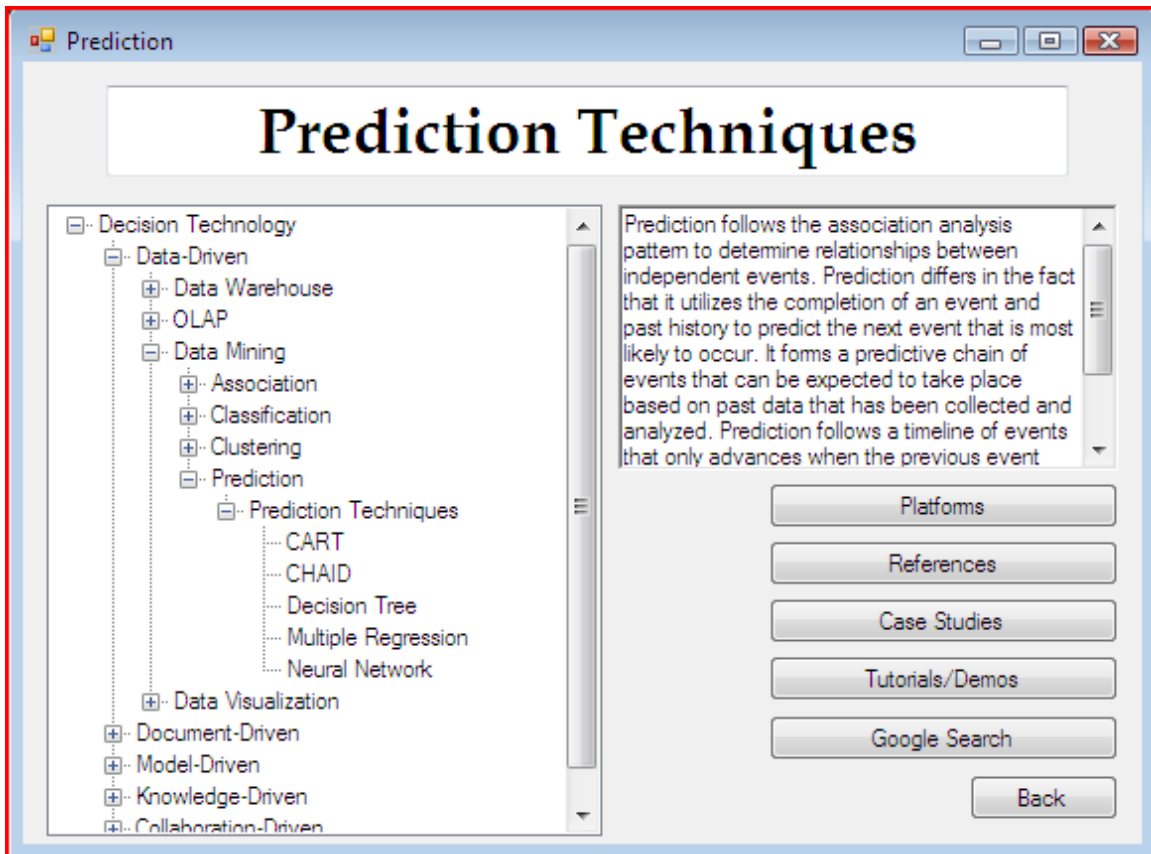 Prediction
Prediction Techniques
Decision Technology
Data-Driven
Data Warehouse
OLAP
Data Mining
Association
Classification
Clustering
Prediction
Prediction Techniques
CART
CHAID
Decision Tree
Multiple Regression
Neural Network
Data Visualization
Document-Driven
Model-Driven
Knowledge-Driven
Collaboration-Driven
Prediction follows the association analysis
pattern to determine relationships between
independent events. Prediction differs in the fact
that it utilizes the completion of an event and
past history to predict the next event that is most
likely to occur. It forms a predictive chain of
events that can be expected to take place
based on past data that has been collected and
analyzed. Prediction follows a timeline of events
that only advances when the previous event
Platforms
References
Case Studies
Tutorials/Demos
Google Search
Back